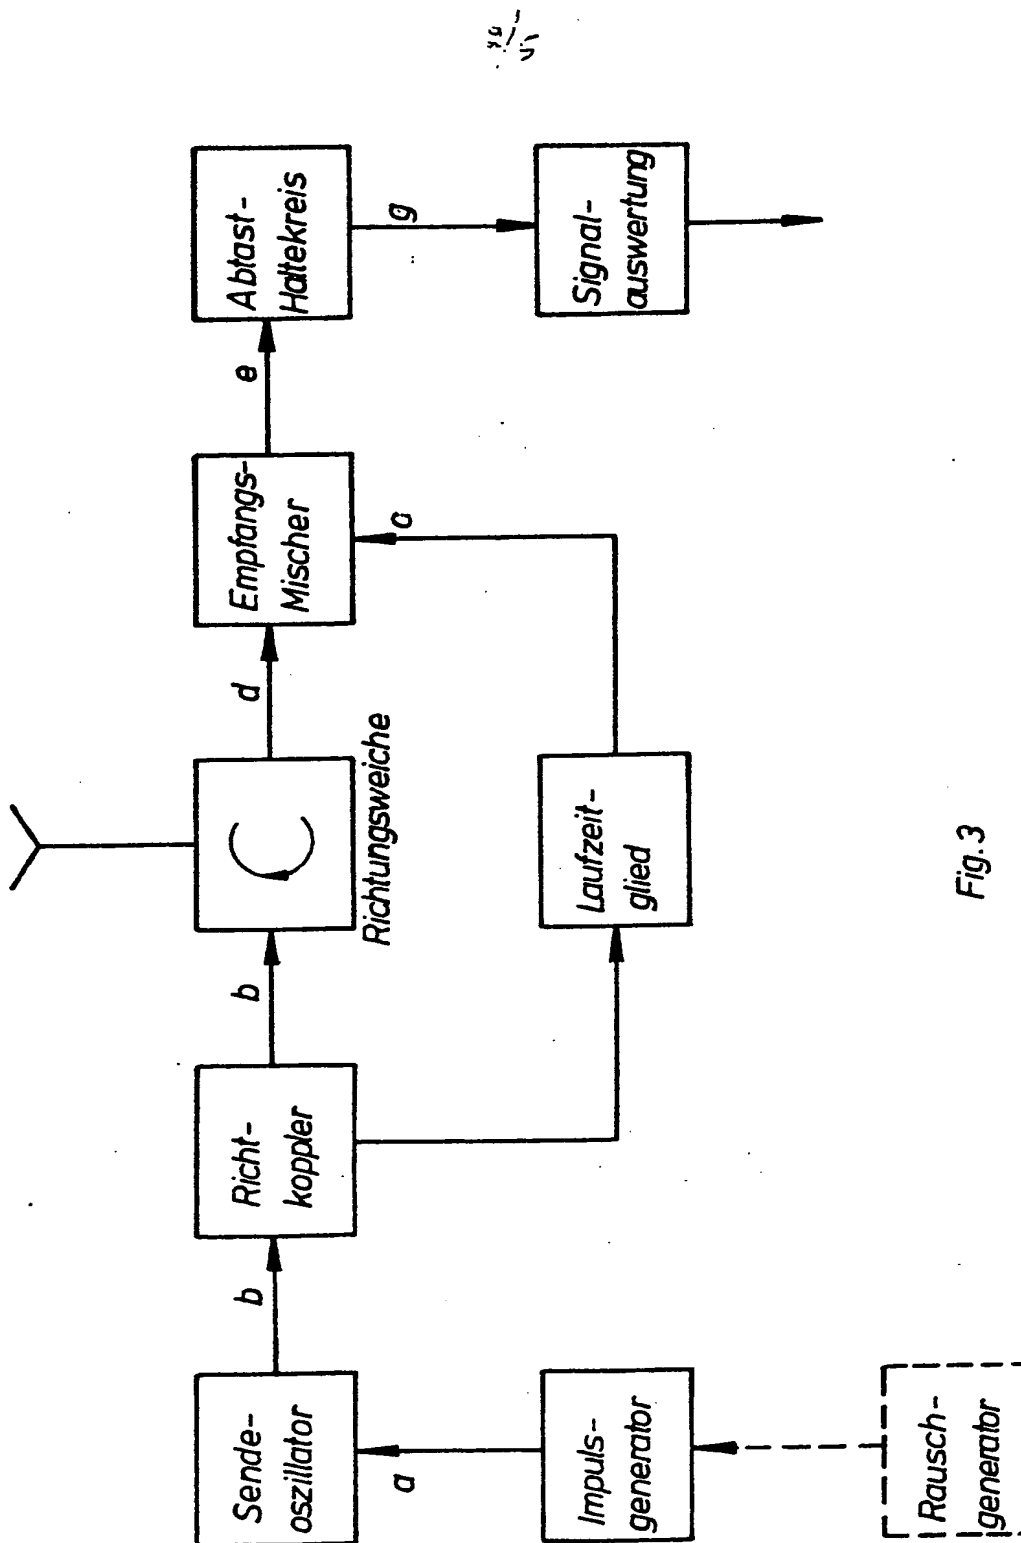 Sende-
oszillator
b
Richt-
koppler
b
Richtungsweiche
d
Empfangs-
Mischer
e
Abtast-
Haltekreis
a
c
g
Impuls-
generator
Laufzeit-
glied
Signal-
auswertung
Rausch-
generator
Fig.3